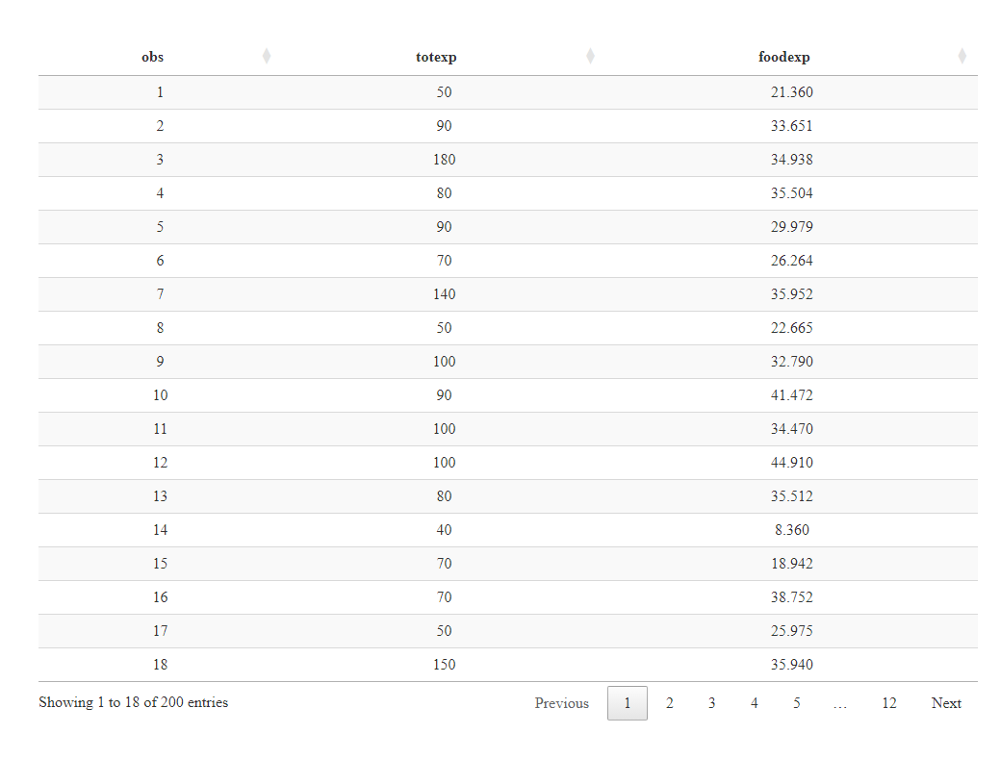 obs totexp foodexp
1 50 21.360
2 90 33.651
3 180 34.938
4 80 35.504
5 90 29.979
6 70 26.264
7 140 35.952
8 50 22.665
9 100 32.790
10 90 41.472
11 100 34.470
12 100 44.910
13 80 35.512
14 40 8.360
15 70 18.942
16 70 38.752
17 50 25.975
18 150 35.940
Showing 1 to 18 of 200 entries Previous 1 2 3 4 5 … 12 Next